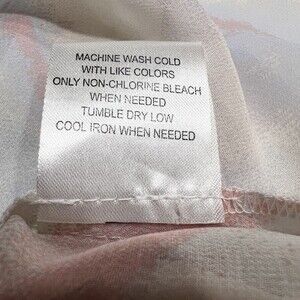 MACHINE WASH COLD
WITH LIKE COLORS
ONLY NON-CHLORINE BLEACH
WHEN NEEDED
TUMBLE DRY LOW
COOL IRON WHEN NEEDED